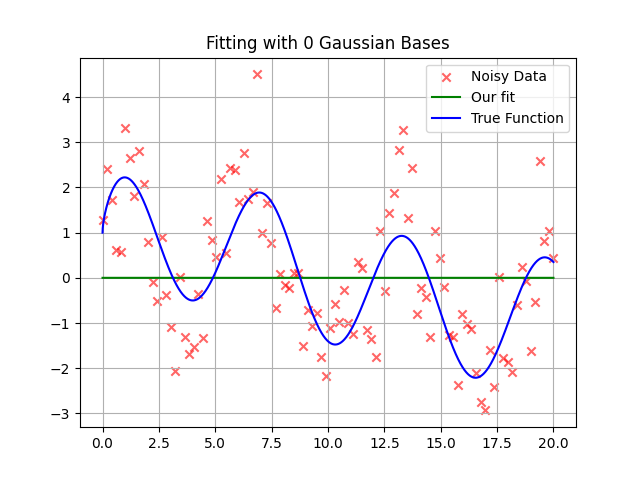 Fitting with 0 Gaussian Bases
Noisy Data
Our fit
True Function
4
3
2
1
0
−1
−2
−3
0.0 2.5 5.0 7.5 10.0 12.5 15.0 17.5 20.0